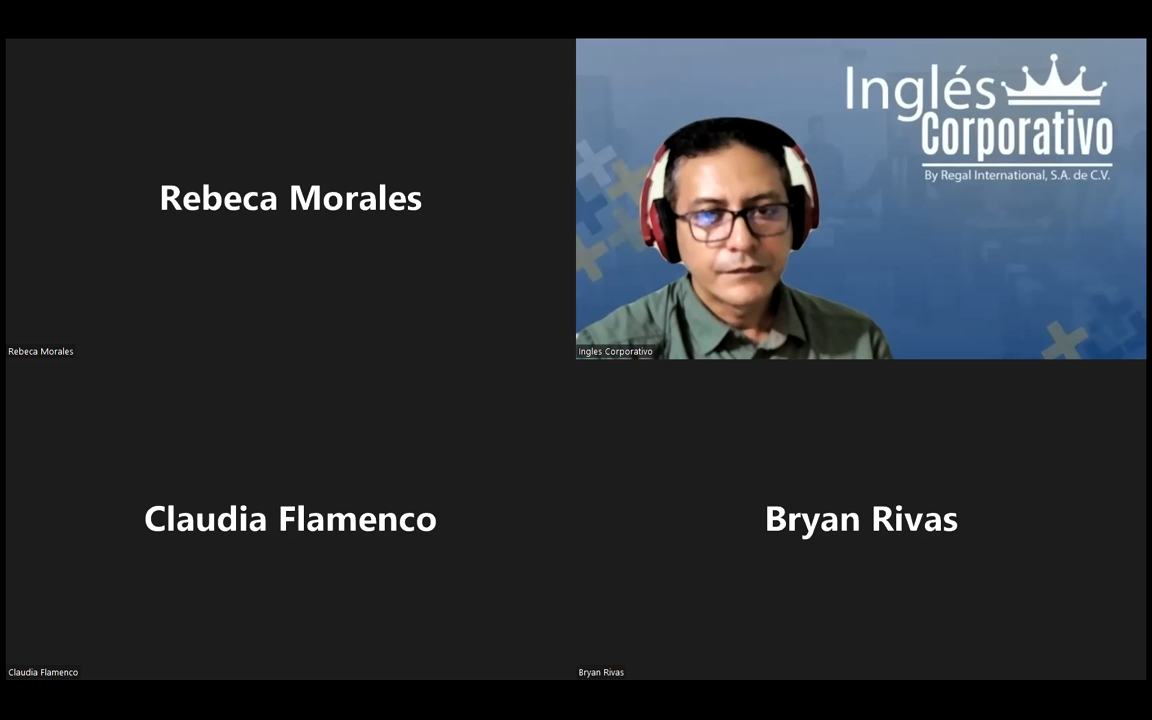 Rebeca Morales
Rebeca Morales
Inglés
Corporativo
By Regal International, S.A. de C.V.
Ingles Corporativo
Claudia Flamenco
Claudia Flamenco
Bryan Rivas
Bryan Rivas